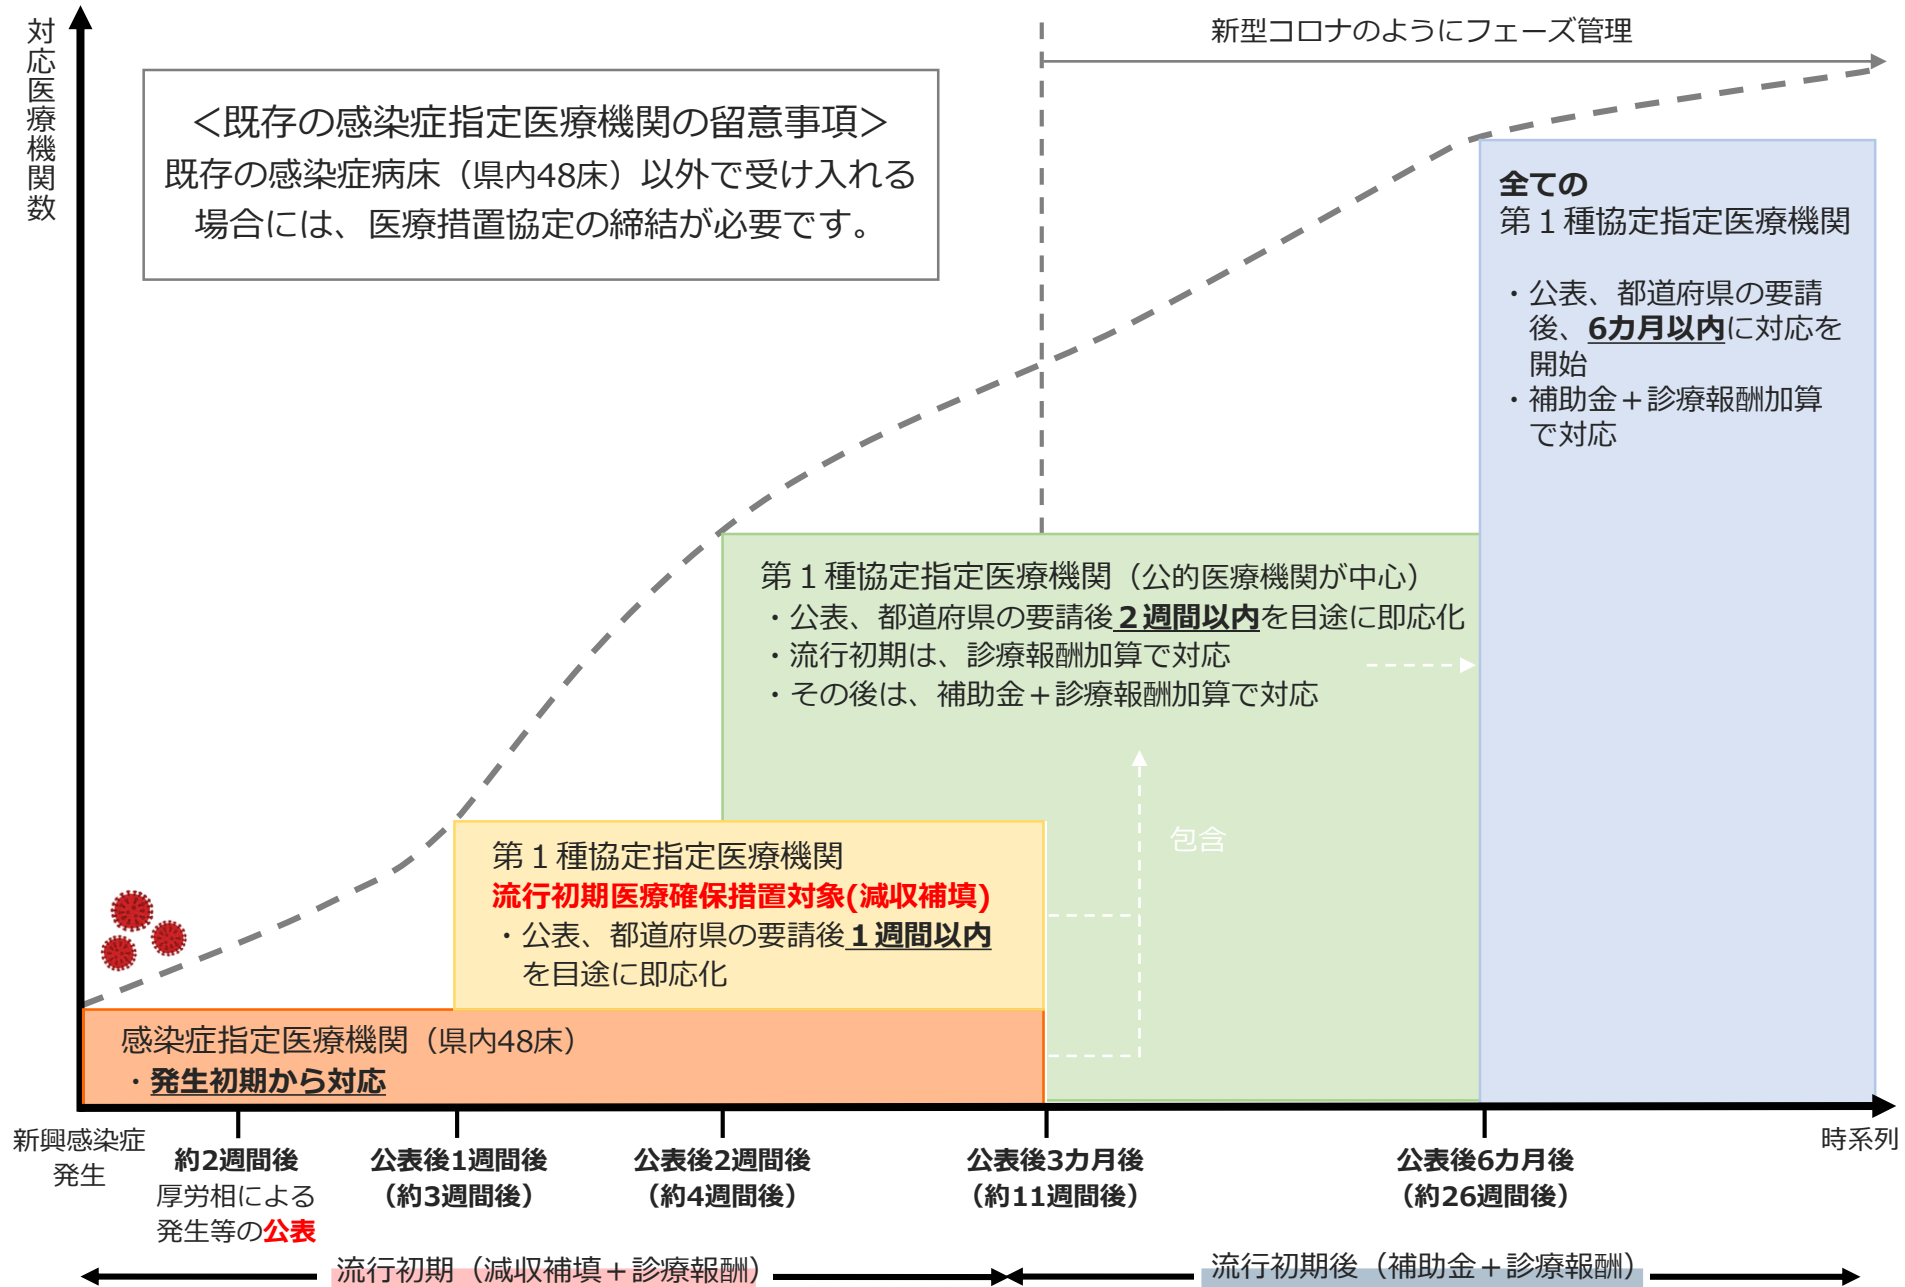 対応医療機関数
新型コロナのようにフェーズ管理
＜既存の感染症指定医療機関の留意事項＞
既存の感染症病床（県内48床）以外で受け入れる
場合には、医療措置協定の締結が必要です。
全ての
第１種協定指定医療機関
・公表、都道府県の要請
後、6カ月以内に対応を
開始
・補助金＋診療報酬加算
で対応
第１種協定指定医療機関（公的医療機関が中心）
・公表、都道府県の要請後２週間以内を目途に即応化
・流行初期は、診療報酬加算で対応
・その後は、補助金＋診療報酬加算で対応
包含
第１種協定指定医療機関
流行初期医療確保措置対象(減収補填)
・公表、都道府県の要請後１週間以内
を目途に即応化
感染症指定医療機関（県内48床）
・発生初期から対応
新興感染症
発生
約2週間後
厚労相による
発生等の公表
公表後1週間後
（約3週間後）
公表後2週間後
（約4週間後）
公表後3カ月後
（約11週間後）
公表後6カ月後
（約26週間後）
時系列
流行初期（減収補填＋診療報酬）
流行初期後（補助金＋診療報酬）